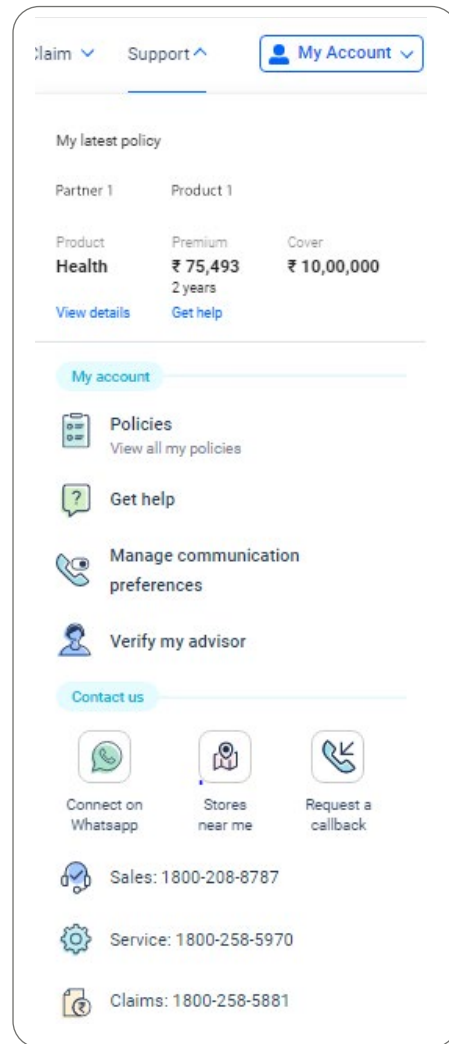 Claim Support My Account
My latest policy
Partner 1 Product 1
Product Premium Cover
Health ₹ 75,493 ₹ 10,00,000
2 years
View details Get help
My account
Policies
View all my policies
? Get help
Manage communication
preferences
Verify my advisor
Contact us
Connect on Stores Request a
Whatsapp near me callback
Sales: 1800-208-8787
Service: 1800-258-5970
₹ Claims: 1800-258-5881